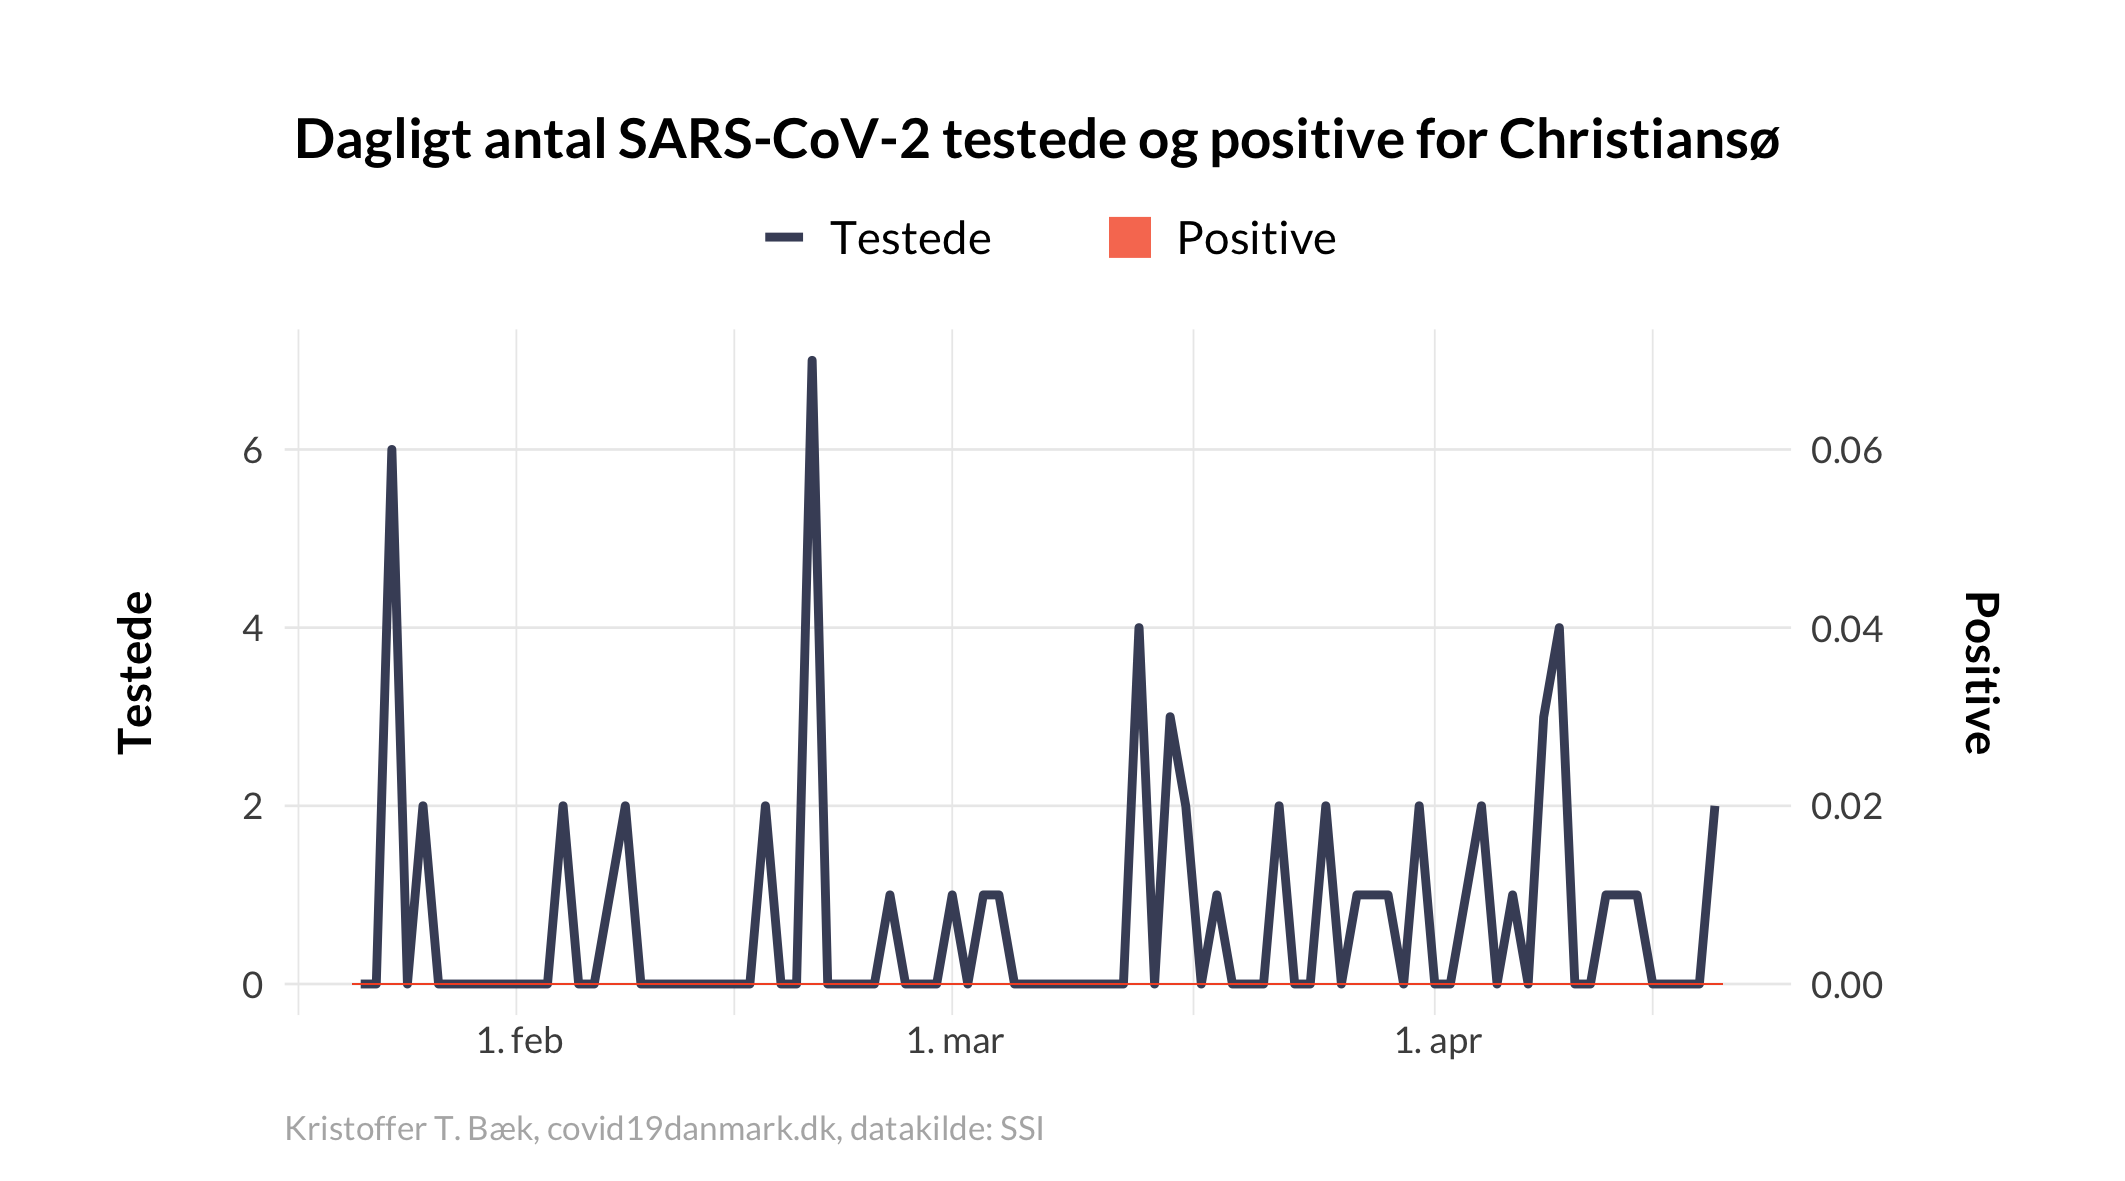 Dagligt antal SARS-CoV-2 testede og positive for Christiansø
Testede
Positive
Testede
6
4
2
0
0.06
0.04
0.02
0.00
Positive
1. feb
1. mar
1. apr
Kristoffer T. Bæk, covid19danmark.dk, datakilde: SSI